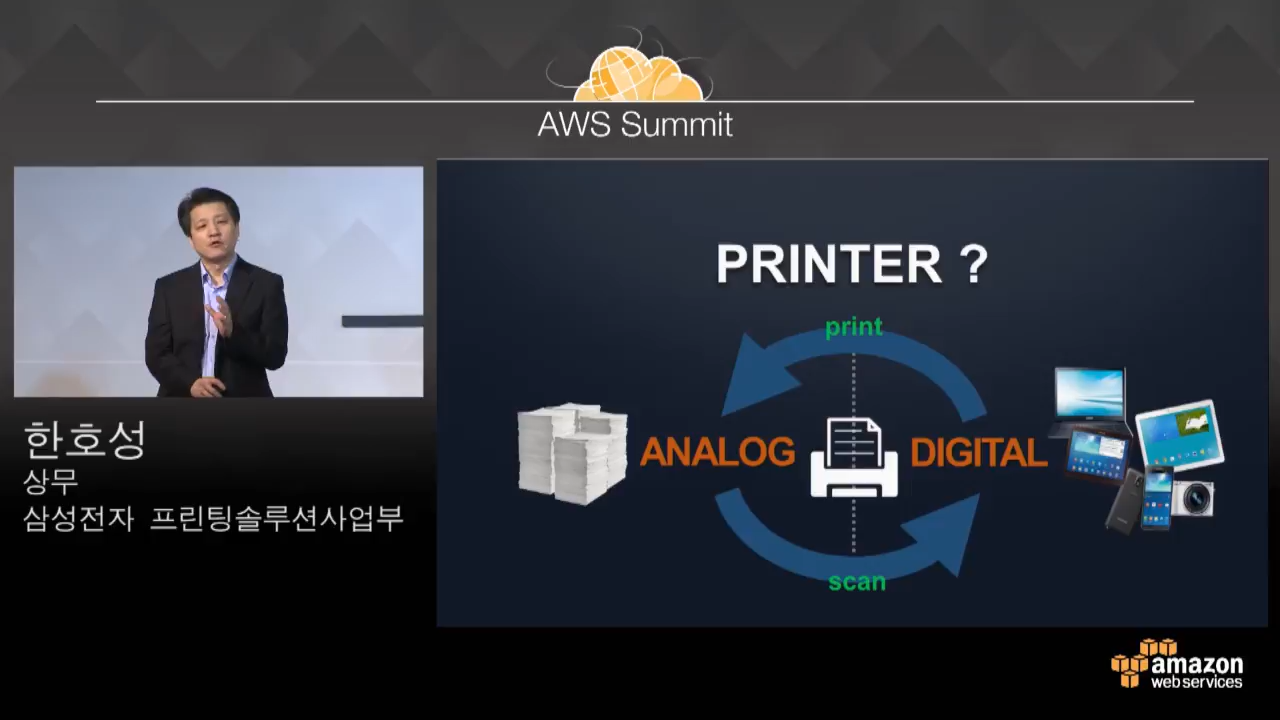 AWS Summit
한호성
상무
삼성전자 프린팅솔루션사업부
PRINTER ?
print
ANALOG
DIGITAL
scan
amazon
web services